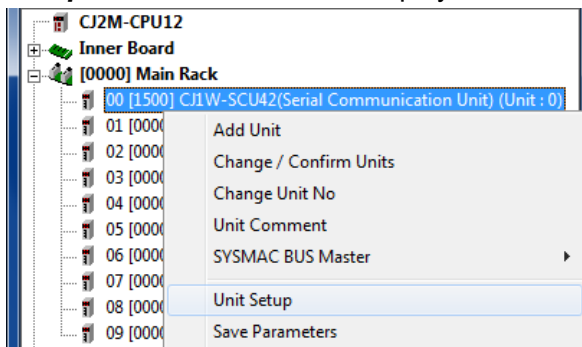 CJ2M-CPU12
Inner Board
[0000] Main Rack
00 [1500] CJ1W-SCU42(Serial Communication Unit) (Unit : 0)
01 [0000
Add Unit
02 [0000
Change / Confirm Units
03 [0000
Change Unit No
04 [0000
05 [0000
Unit Comment
06 [0000
SYSMAC BUS Master
07 [0000
08 [0000
Unit Setup
09 [0000
Save Parameters